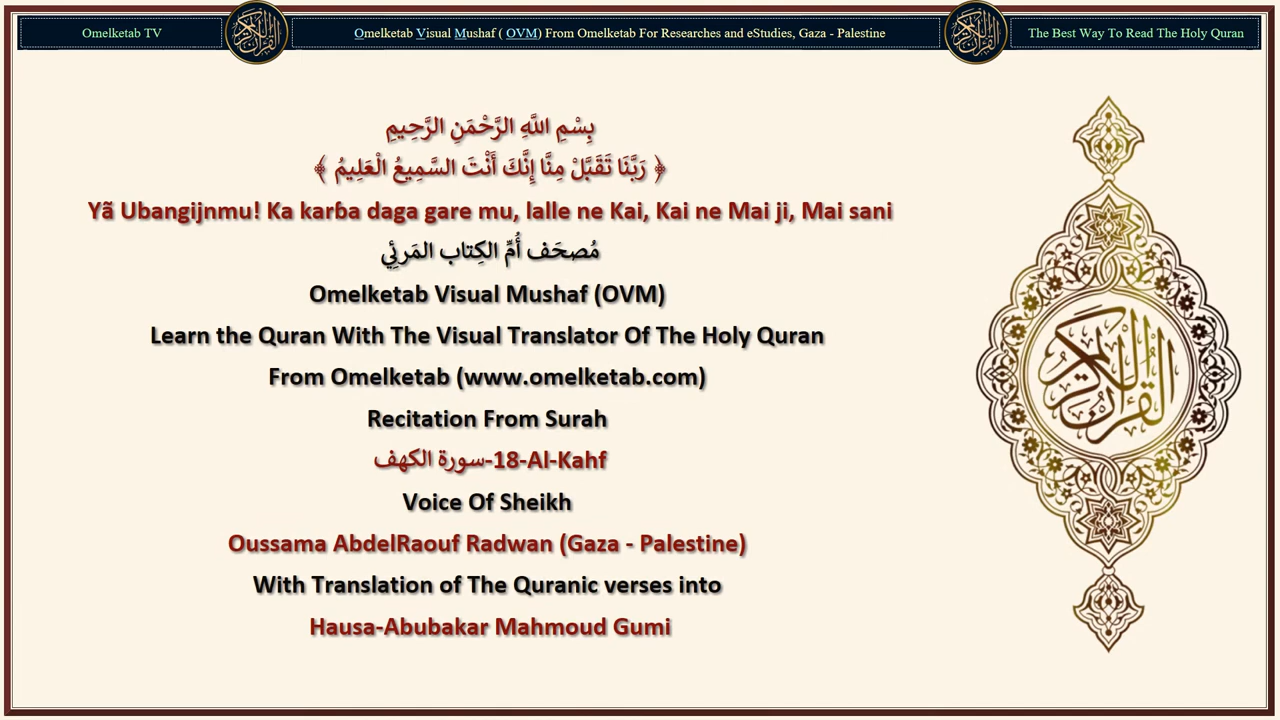 Omelketab TV
Omelketab Visual Mushaf ( OVM) From Omelketab For Researches and eStudies, Gaza - Palestine
The Best Way To Read The Holy Quran
بِسْمِ اللَّهِ الرَّحْمَنِ الرَّحِيمِ
﴿ رَبَّنَا تَقَبَّلْ مِنَّا إِنَّكَ أَنْتَ السَّمِيعُ الْعَلِيمُ ﴾
Yã Ubangijnmu! Ka karɓa daga gare mu, lalle ne Kai, Kai ne Mai ji, Mai sani
مُصحَف أُمِّ الكِتاب المَرئِي
Omelketab Visual Mushaf (OVM)
Learn the Quran With The Visual Translator Of The Holy Quran
From Omelketab (www.omelketab.com)
Recitation From Surah
سورة الكهف-18-Al-Kahf
Voice Of Sheikh
Oussama AbdelRaouf Radwan (Gaza - Palestine)
With Translation of The Quranic verses into
Hausa-Abubakar Mahmoud Gumi
القرآن الكريم